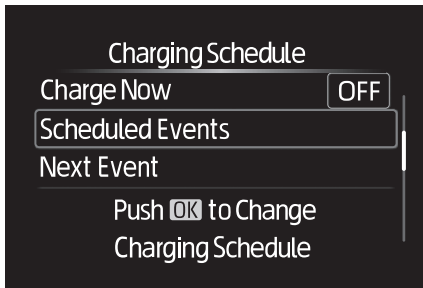 Charging Schedule
Charge Now OFF
Scheduled Events
Next Event
Push OK to Change
Charging Schedule